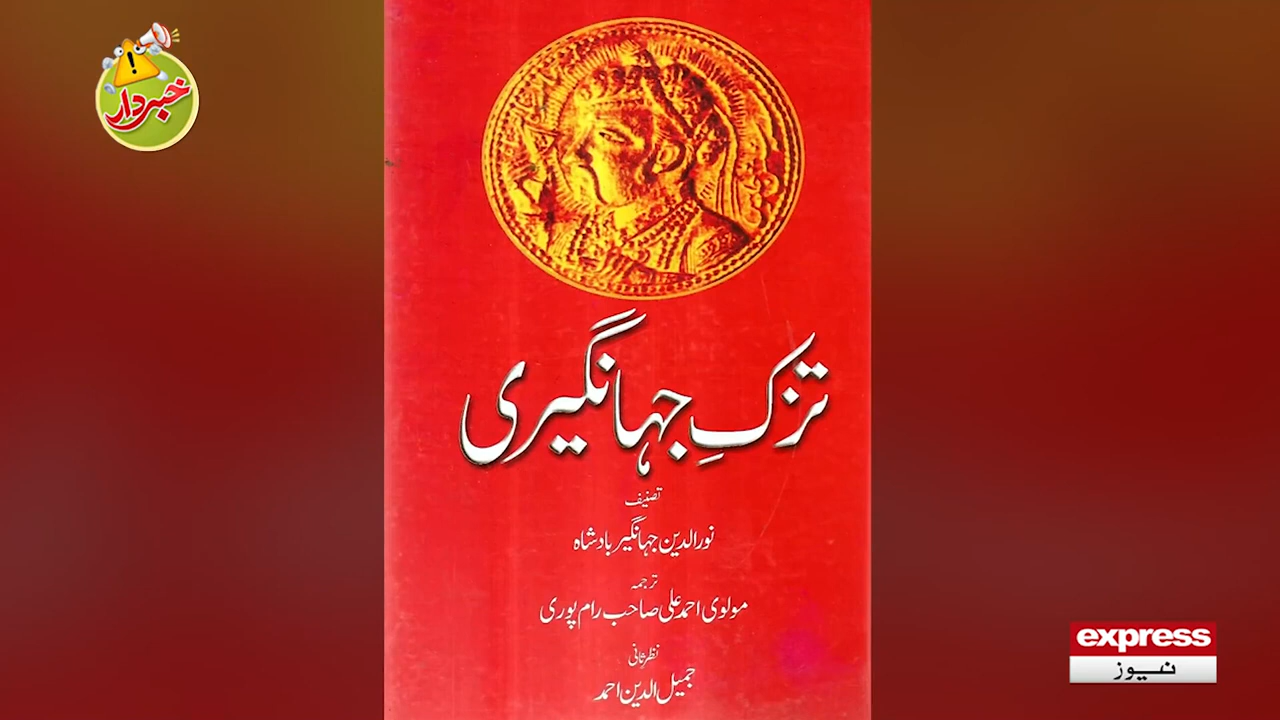 خبردار
تزکِ جہانگیری
تصنیف
نورالدین جہانگیر بادشاہ
ترجمہ
مولوی احمد علی صاحب رام پوری
نظرثانی
جمیل الدین احمد
express
نیوز